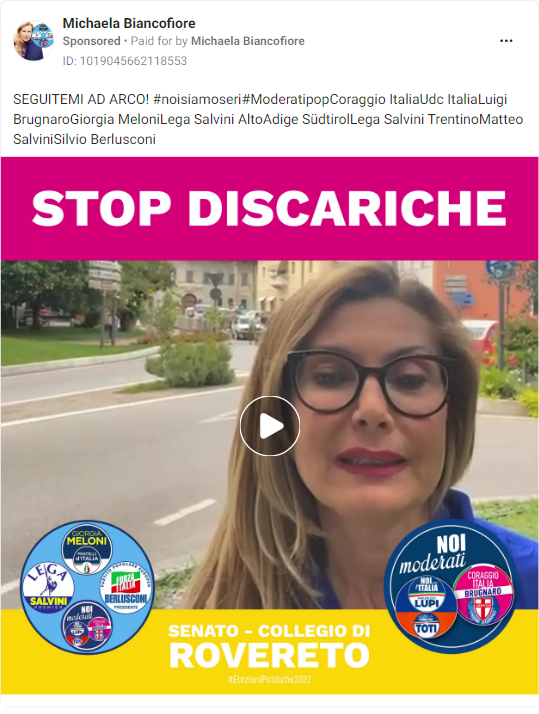 Michaela Biancofiore
Sponsored • Paid for by Michaela Biancofiore
ID: 1019045662118553
SEGUITEMI AD ARCO! #noisiamoseri#ModeratipopCoraggio ItaliaUdc ItaliaLuigi
BrugnaroGiorgia MeloniLega Salvini AltoAdige SüdtirolLega Salvini TrentinoMatteo
SalviniSilvio Berlusconi
STOP DISCARICHE
GIORGIA
MELONI
FRATELLI
d'ITALIA
LEGA
SALVINI
PREMIER
FORZA
ITALIA
BERLUSCONI
PRESIDENTE
NOI
moderati
NOI
moderati
NOI con
l'ITALIA
LUPI
TOTI
CORAGGIO
ITALIA
BRUGNARO
SENATO - COLLEGIO DI
ROVERETO
#ElezioniPolitiche2022